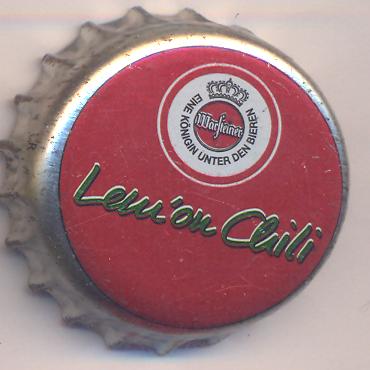 EINE KÖNIGIN UNTER DEN BIEREN
Warsteiner
Lem'on Chili